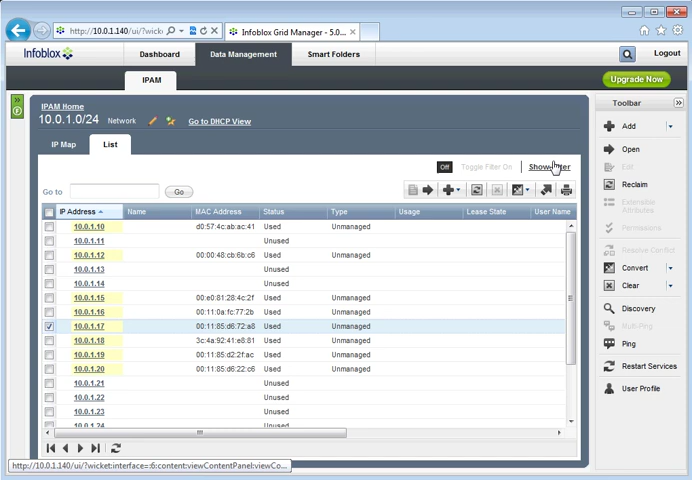 http://10.0.1.140/ui/?wick
Infoblox Grid Manager - 5.0...
Infoblox
Dashboard
Data Management
Smart Folders
Logout
IPAM
Upgrade Now
IPAM Home
10.0.1.0/24 Network Go to DHCP View
IP Map
List
Off Toggle Filter On
Go to
Go
IP Address Name MAC Address Status Type Usage Lease State User Name
10.0.1.10 d0:57:4c:ab:ac:41 Used Unmanaged
10.0.1.11 Unused
10.0.1.12 00:00:48:cb:6b:c6 Used Unmanaged
10.0.1.13 Unused
10.0.1.14 Unused
10.0.1.15 00:e0:81:28:4c:2f Used Unmanaged
10.0.1.16 00:11:0a:fc:77:2b Used Unmanaged
10.0.1.17 00:11:85:d6:72:a8 Used Unmanaged
10.0.1.18 3c:4a:92:41:e8:81 Used Unmanaged
10.0.1.19 00:11:85:d2:2f:ac Used Unmanaged
10.0.1.20 00:11:85:d6:22:c6 Used Unmanaged
10.0.1.21 Unused
10.0.1.22 Unused
10.0.1.23 Unused
10.0.1.24 Unused
Toolbar
Add
Open
Edit
Reclaim
Extensible
Attributes
Permissions
Resolve Conflict
Convert
Clear
Discovery
Multi-Ping
Ping
Restart Services
User Profile
http://10.0.1.140/ui/?wicket:interface=:6:content:viewContentPanel:viewCo...